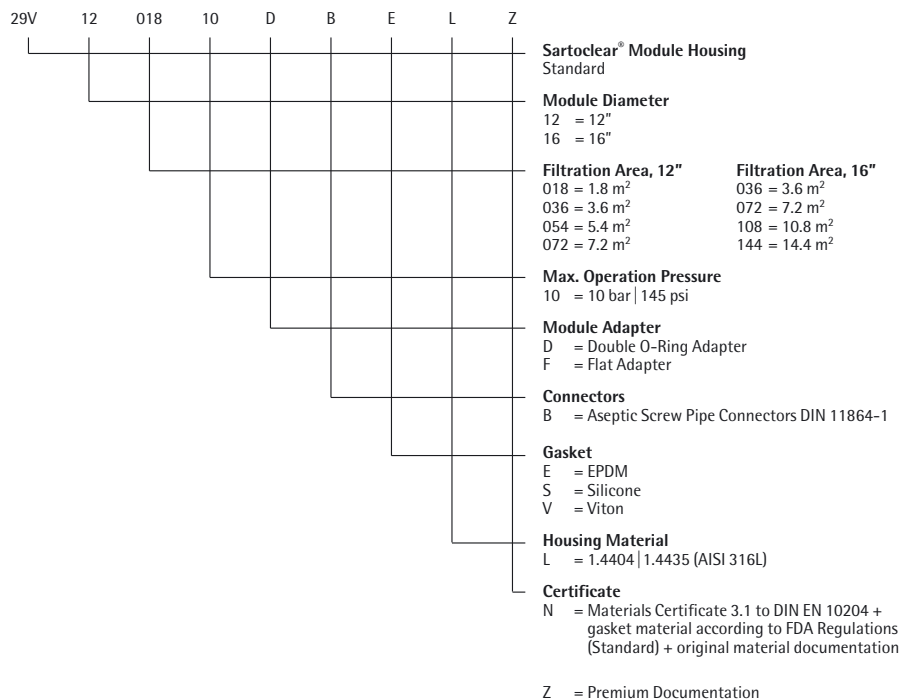 29V 12 018 10 D B E L Z
Sartoclear® Module Housing
Standard
Module Diameter
12 = 12"
16 = 16"
Filtration Area, 12" Filtration Area, 16"
018 = 1.8 m² 036 = 3.6 m²
036 = 3.6 m² 072 = 7.2 m²
054 = 5.4 m² 108 = 10.8 m²
072 = 7.2 m² 144 = 14.4 m²
Max. Operation Pressure
10 = 10 bar | 145 psi
Module Adapter
D = Double O-Ring Adapter
F = Flat Adapter
Connectors
B = Aseptic Screw Pipe Connectors DIN 11864-1
Gasket
E = EPDM
S = Silicone
V = Viton
Housing Material
L = 1.4404 | 1.4435 (AISI 316L)
Certificate
N = Materials Certificate 3.1 to DIN EN 10204 +
gasket material according to FDA Regulations
(Standard) + original material documentation
Z = Premium Documentation